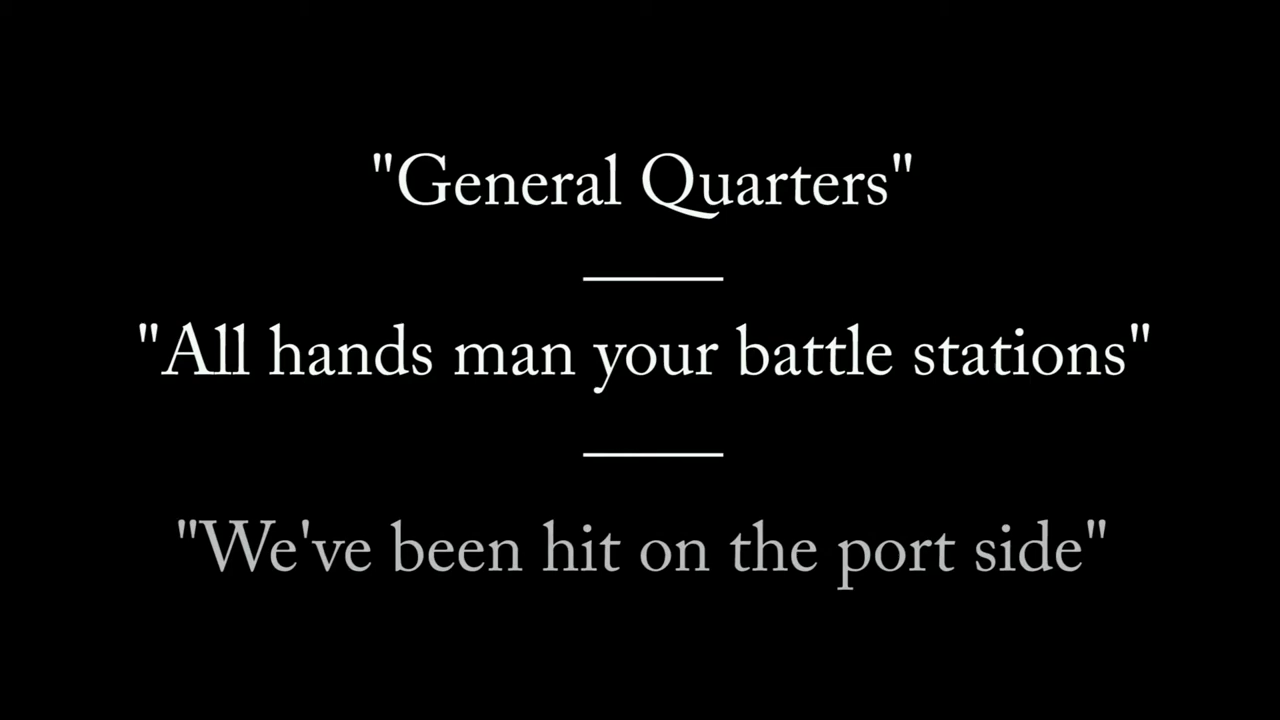 "General Quarters"
"All hands man your battle stations"
"We've been hit on the port side"